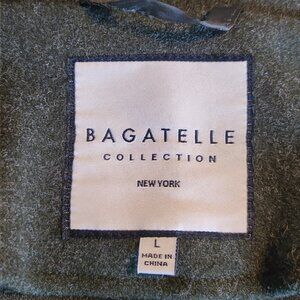 BAGATELLE
COLLECTION
NEW YORK
L
MADE IN
CHINA